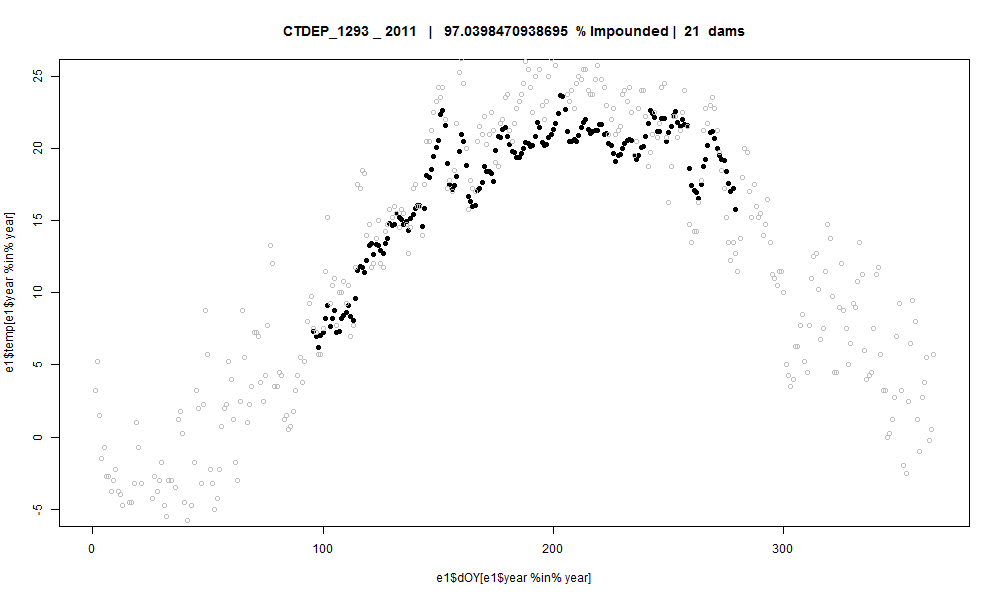 CTDEP_1293 _ 2011 | 97.0398470938695 % Impounded | 21 dams
25
20
15
10
5
0
-5
e1$temp[e1$year %in% year]
0 100 200 300
e1$dOY[e1$year %in% year]